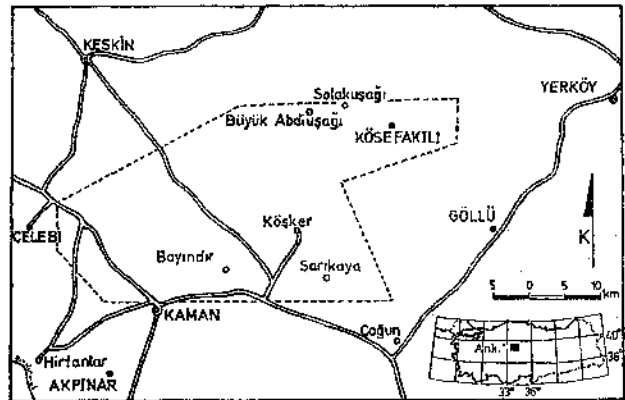 KESKİN
YERKÖY
Solakuşağı
Büyük Abdiuşağı
KÖSEFAKILI
ÇELEBİ
Köşker
GÖLLÜ
K
Bayındır
Sarıkaya
5 0 5 10 km
KAMAN
Çoğun
Hirfanlar
AKPINAR
Ank.
40°
36°
33° 36°